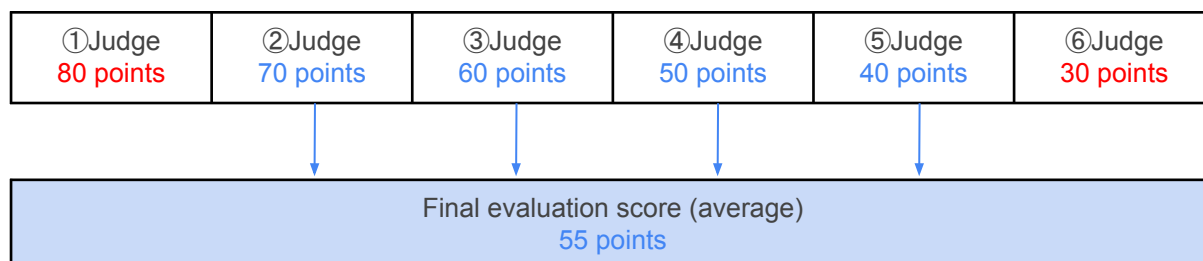 ①Judge
80 points
②Judge
70 points
③Judge
60 points
④Judge
50 points
⑤Judge
40 points
⑥Judge
30 points
Final evaluation score (average)
55 points